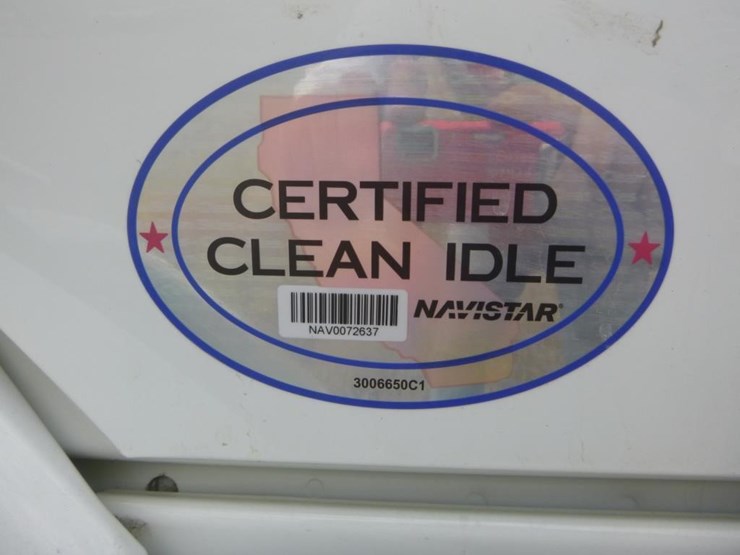 CERTIFIED
CLEAN IDLE
NAVISTAR®
NAV0072637
3006650C1